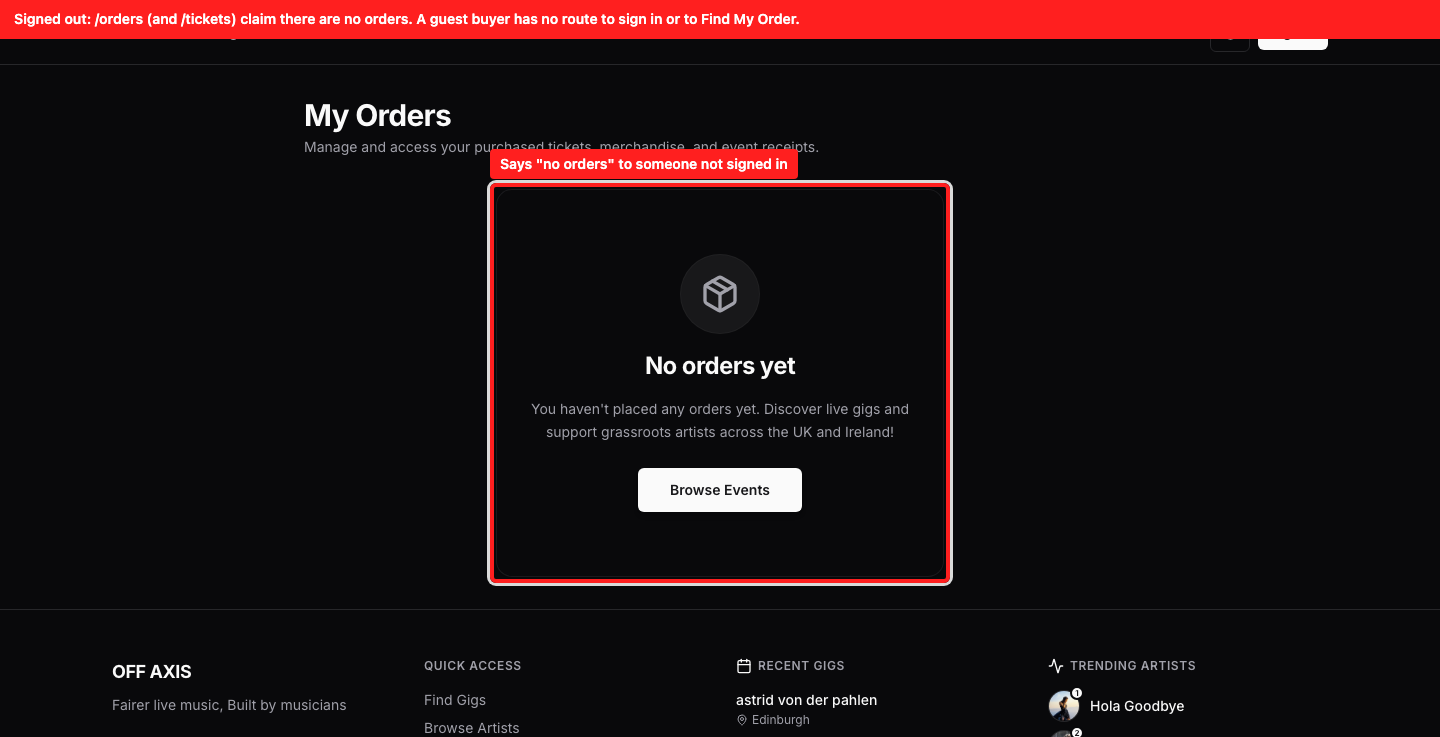 Signed out: /orders (and /tickets) claim there are no orders. A guest buyer has no route to sign in or to Find My Order.
My Orders
Manage and access your purchased tickets, merchandise, and event receipts.
Says "no orders" to someone not signed in
No orders yet
You haven't placed any orders yet. Discover live gigs and
support grassroots artists across the UK and Ireland!
Browse Events
OFF AXIS
Fairer live music, Built by musicians
QUICK ACCESS
Find Gigs
Browse Artists
RECENT GIGS
astrid von der pahlen
Edinburgh
TRENDING ARTISTS
1
Hola Goodbye
2